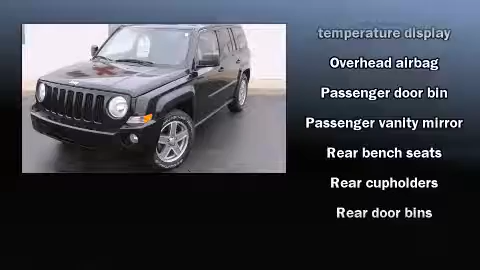 temperature display
Overhead airbag
Passenger door bin
Passenger vanity mirror
Rear bench seats
Rear cupholders
Rear door bins